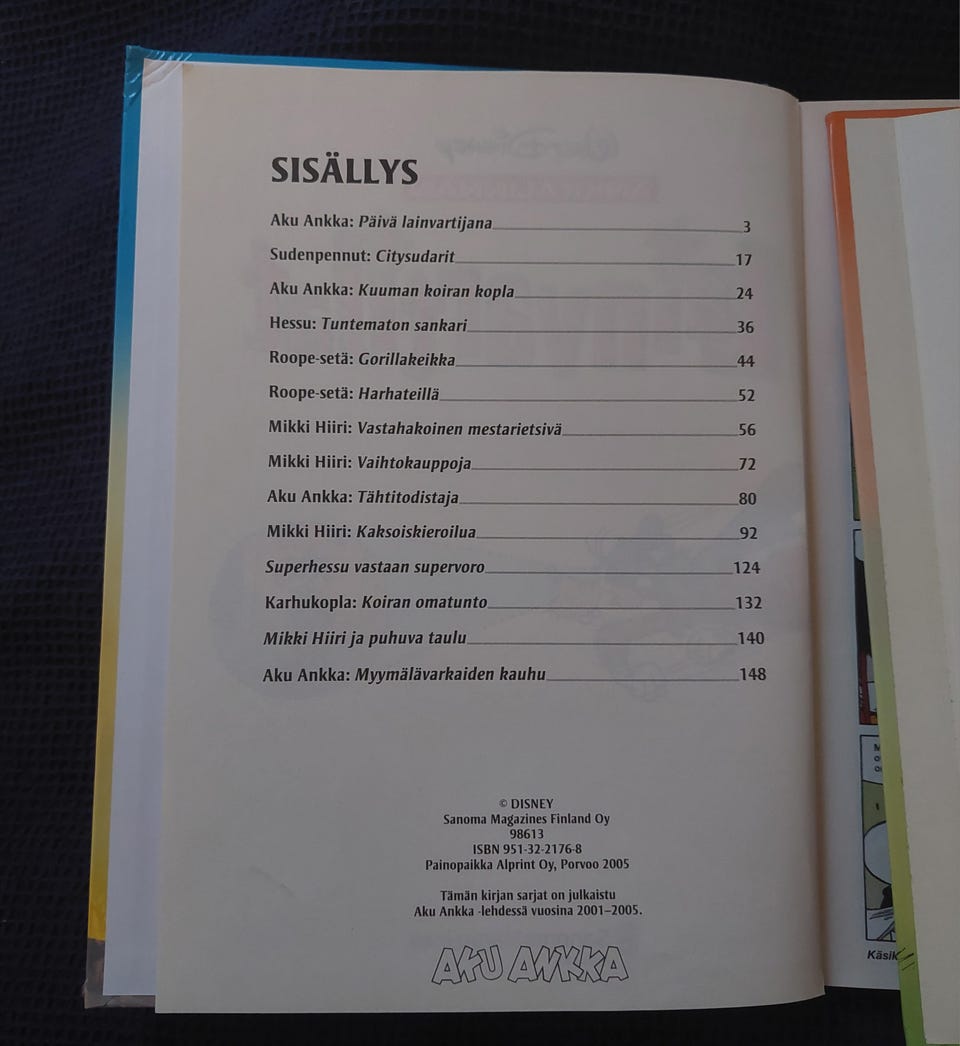 SISÄLLYS
Aku Ankka: Päivä lainvartijana 3
Sudenpennut: Citysudarit 17
Aku Ankka: Kuuman koiran kopla 24
Hessu: Tuntematon sankari 36
Roope-setä: Gorillakeikka 44
Roope-setä: Harhateillä 52
Mikki Hiiri: Vastahakoinen mestarietsivä 56
Mikki Hiiri: Vaihtokauppoja 72
Aku Ankka: Tähtitodistaja 80
Mikki Hiiri: Kaksoiskieroilua 92
Superhessu vastaan supervoro 124
Karhukopla: Koiran omatunto 132
Mikki Hiiri ja puhuva taulu 140
Aku Ankka: Myymälävarkaiden kauhu 148
© DISNEY
Sanoma Magazines Finland Oy
98613
ISBN 951-32-2176-8
Painopaikka Alprint Oy, Porvoo 2005
Tämän kirjan sarjat on julkaistu
Aku Ankka -lehdessä vuosina 2001–2005.
AKU ANKKA